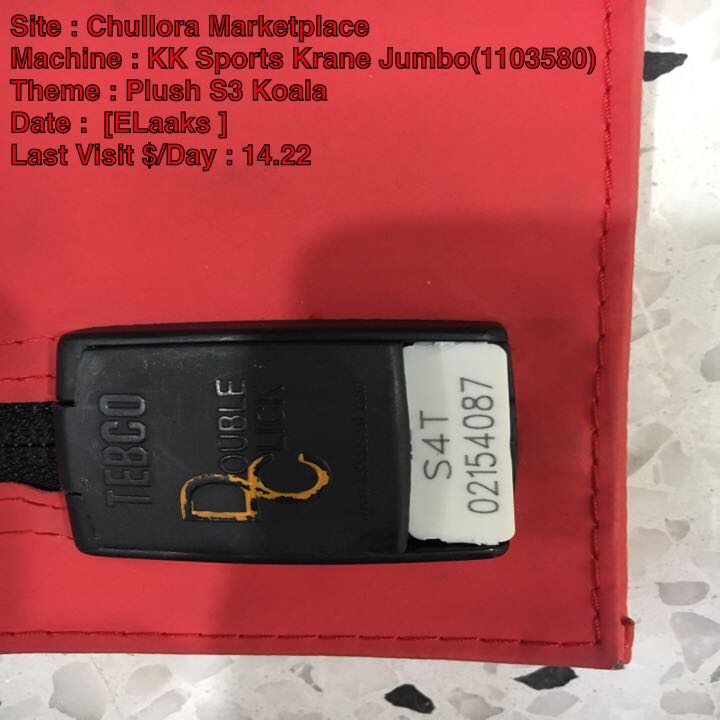 Site : Chullora Marketplace
Machine : KK Sports Krane Jumbo(1103580)
Theme : Plush S3 Koala
Date :  [ELaaks ]
Last Visit $/Day : 14.22
TEBCO
DOUBLE
CLICK
S4T
02154087